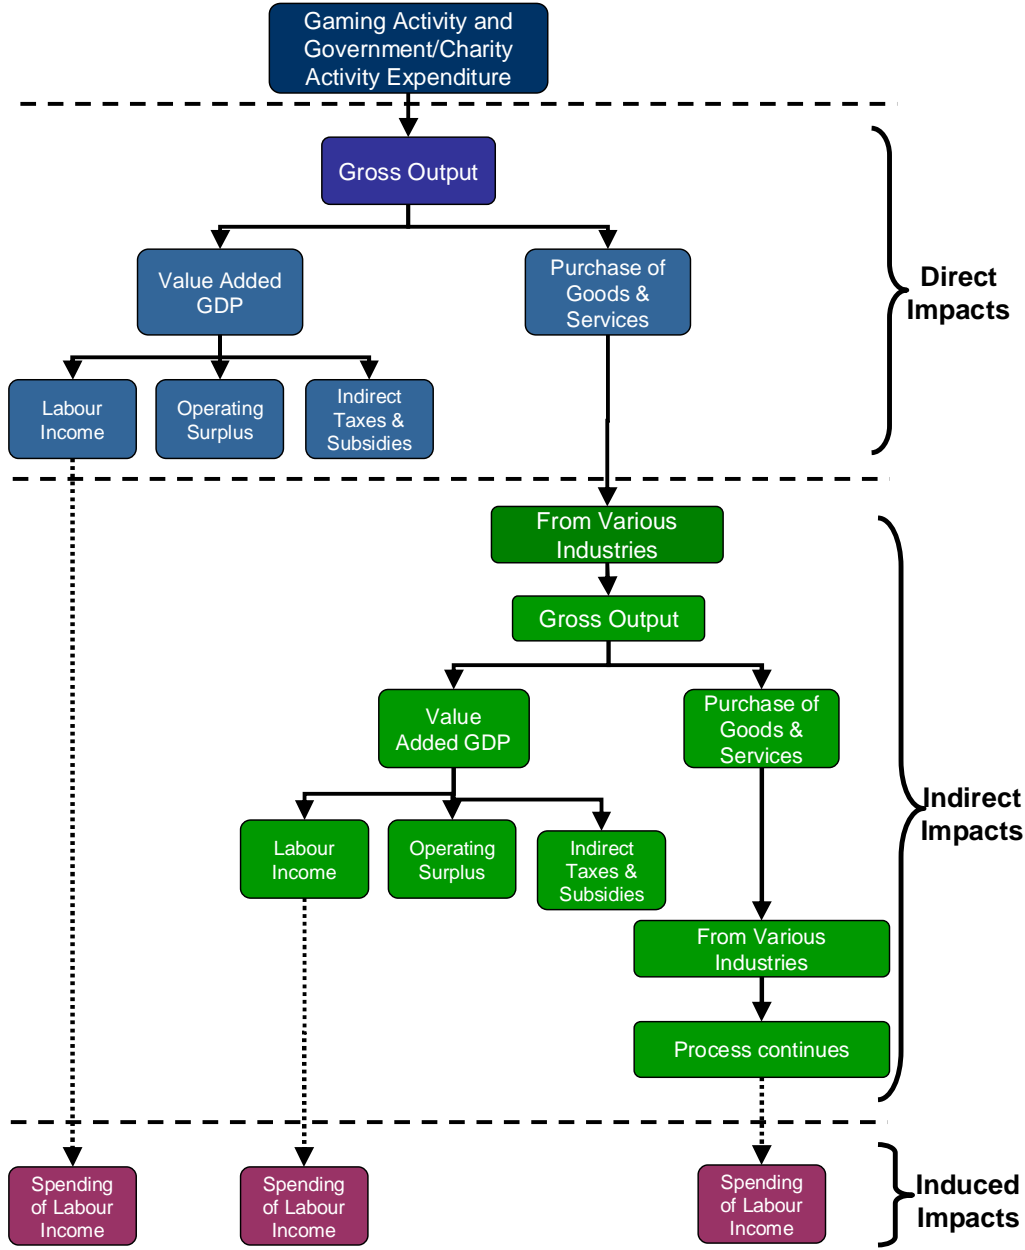 Gaming Activity and
Government/Charity
Activity Expenditure
Gross Output
Value Added
GDP
Purchase of
Goods &
Services
Direct
Impacts
Labour
Income
Operating
Surplus
Indirect
Taxes &
Subsidies
From Various
Industries
Gross Output
Value
Added GDP
Purchase of
Goods &
Services
Indirect
Impacts
Labour
Income
Operating
Surplus
Indirect
Taxes &
Subsidies
From Various
Industries
Process continues
Spending
of Labour
Income
Spending
of Labour
Income
Spending
of Labour
Income
Induced
Impacts